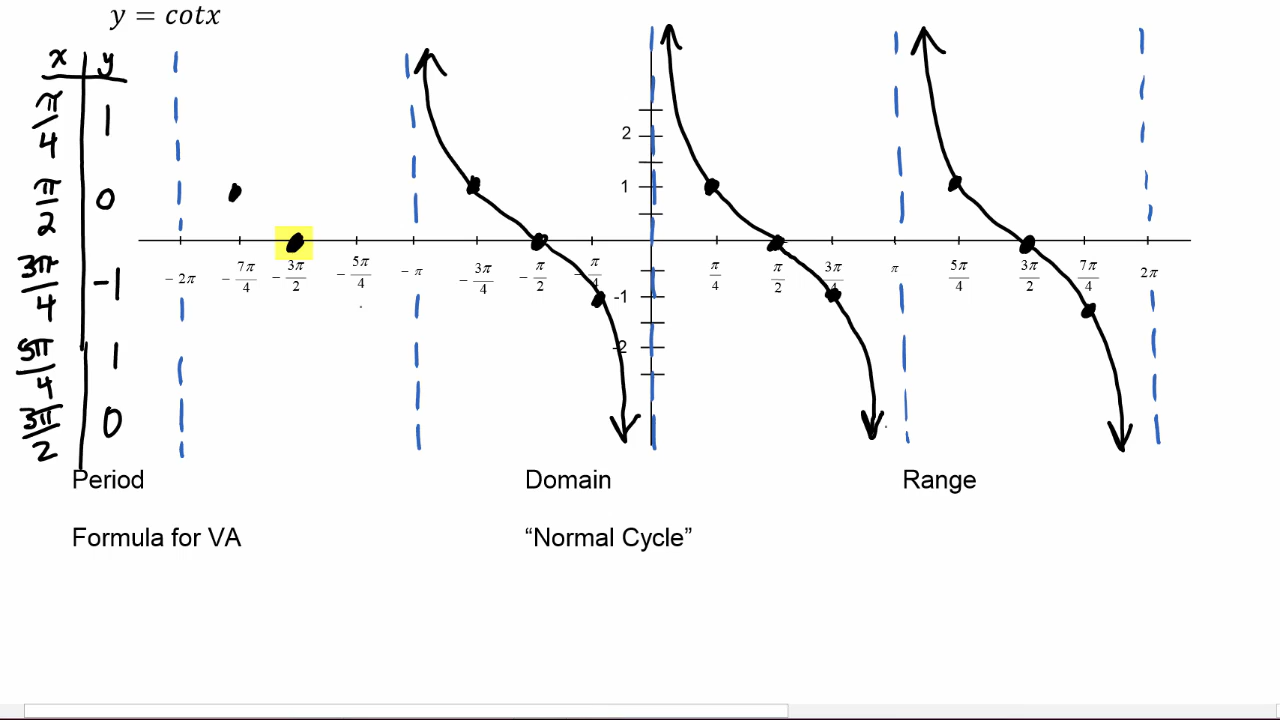 y = cotx
x y
π/4 1
π/2 0
3π/4 -1
5π/4 1
3π/2 0
2
1
-1
-2
-2π -7π/4 -3π/2 -5π/4 -π -3π/4 -π/2 -π/4 π/4 π/2 3π/4 π 5π/4 3π/2 7π/4 2π
Period Domain Range
Formula for VA “Normal Cycle”